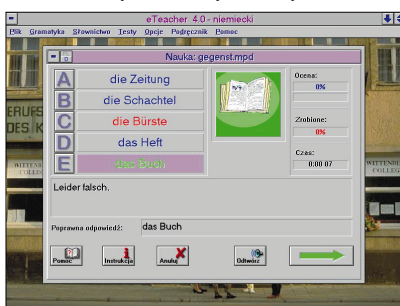 eTeacher 4.0 - niemiecki
Plik Gramatyka Słownictwo Testy Opcje Podręcznik Pomoc
Nauka: gegenst.mpd
A die Zeitung
B die Schachtel
C die Bürste
D das Heft
E das Buch
Ocena:
0%
Zrobione:
0%
Czas:
0:00 07
Leider falsch.
Poprawna odpowiedź: das Buch
Pomoc Instrukcja Anuluj Odtwórz